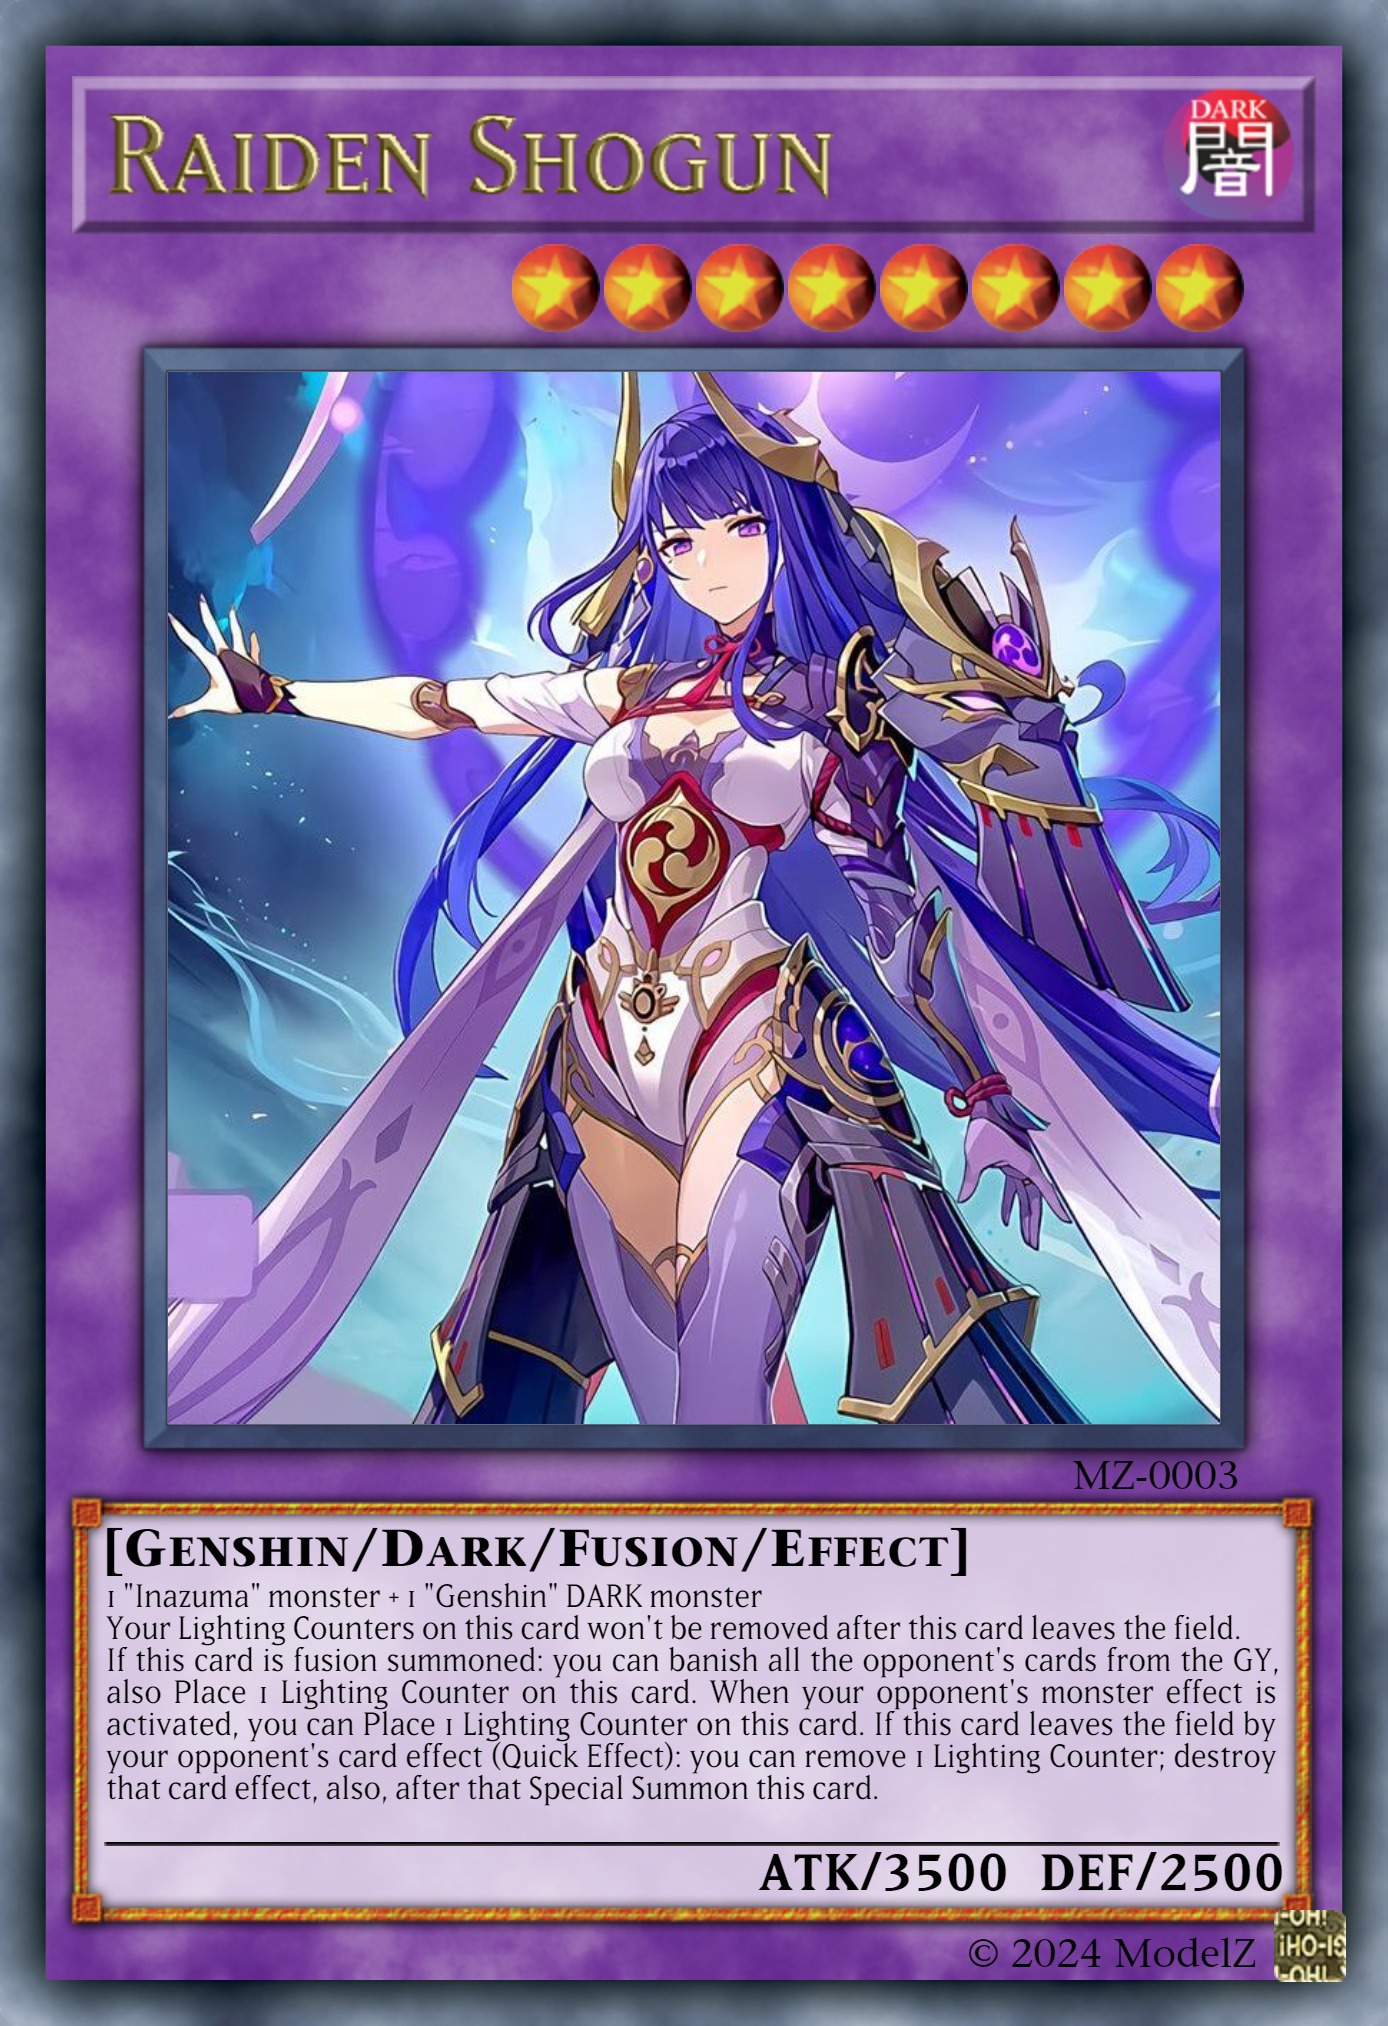 RAIDEN SHOGUN
DARK
闇
MZ-0003
[GENSHIN/DARK/FUSION/EFFECT]
1 "Inazuma" monster + 1 "Genshin" DARK monster
Your Lighting Counters on this card won't be removed after this card leaves the field.
If this card is fusion summoned: you can banish all the opponent's cards from the GY,
also Place 1 Lighting Counter on this card. When your opponent's monster effect is
activated, you can Place 1 Lighting Counter on this card. If this card leaves the field by
your opponent's card effect (Quick Effect): you can remove 1 Lighting Counter; destroy
that card effect, also, after that Special Summon this card.
ATK/3500 DEF/2500
© 2024 ModelZ
-OH!